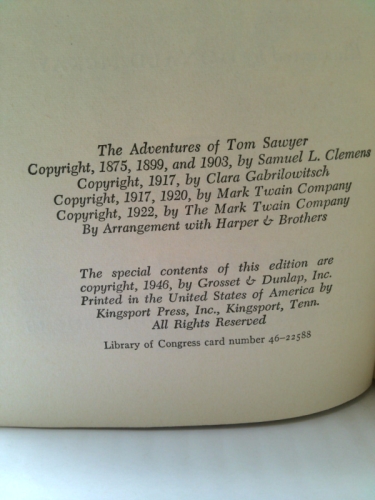 The Adventures of Tom Sawyer
Copyright, 1875, 1899, and 1903, by Samuel L. Clemens
Copyright, 1917, by Clara Gabrilowitsch
Copyright, 1917, 1920, by Mark Twain Company
Copyright, 1922, by The Mark Twain Company
By Arrangement with Harper & Brothers
The special contents of this edition are
copyright, 1946, by Grosset & Dunlap, Inc.
Printed in the United States of America by
Kingsport Press, Inc., Kingsport, Tenn.
All Rights Reserved
Library of Congress card number 46–22588